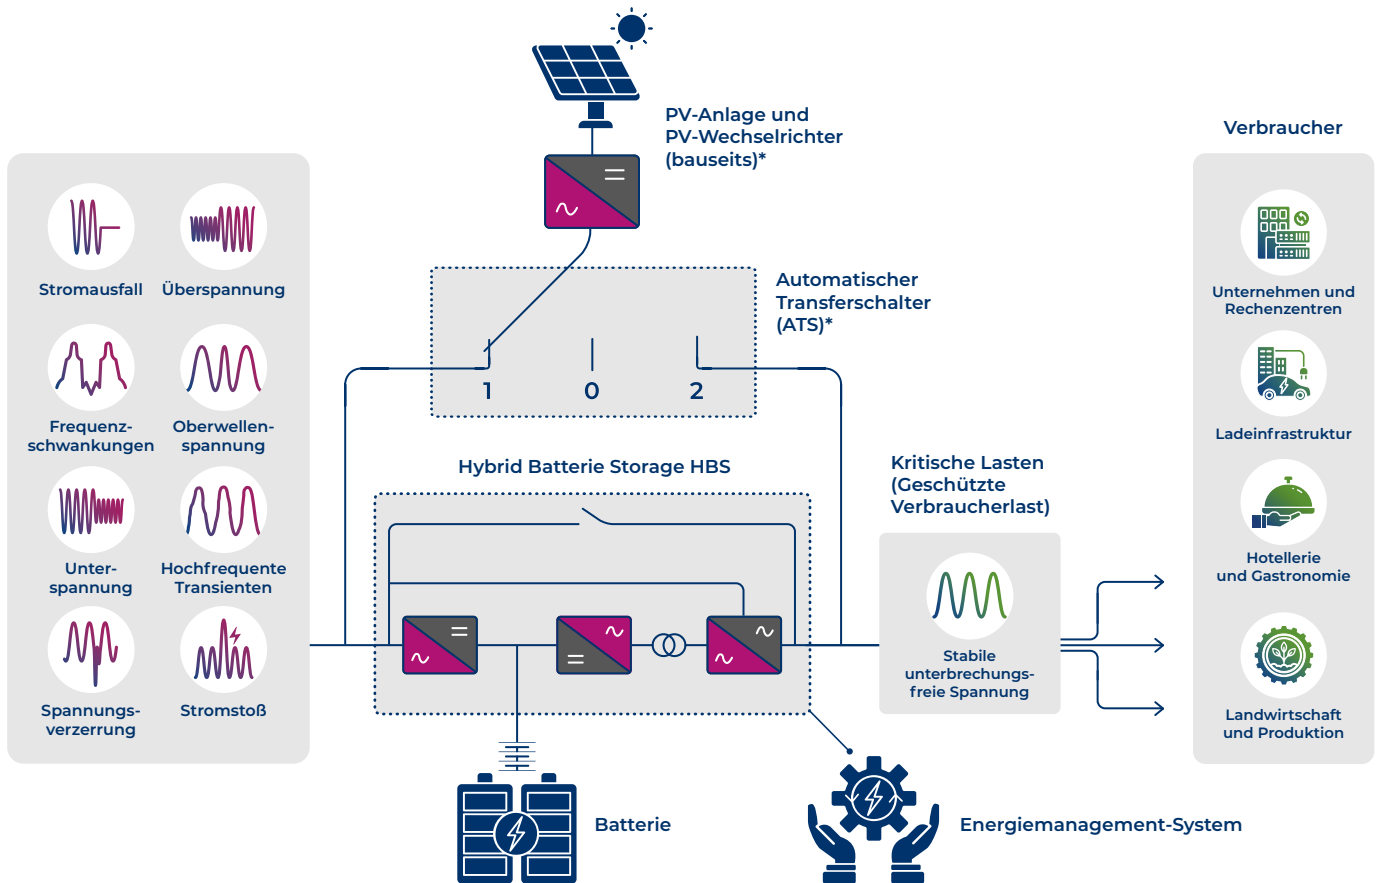 PV-Anlage und
PV-Wechselrichter
(bauseits)*
Verbraucher
Stromausfall
Überspannung
Frequenz-
schwankungen
Oberwellen-
spannung
Unter-
spannung
Hochfrequente
Transienten
Spannungs-
verzerrung
Stromstoß
Automatischer
Transferschalter
(ATS)*
1
0
2
Hybrid Batterie Storage HBS
Kritische Lasten
(Geschützte
Verbraucherlast)
Stabile
unterbrechungs-
freie Spannung
Unternehmen und
Rechenzentren
Ladeinfrastruktur
Hotellerie
und Gastronomie
Landwirtschaft
und Produktion
Batterie
Energiemanagement-System